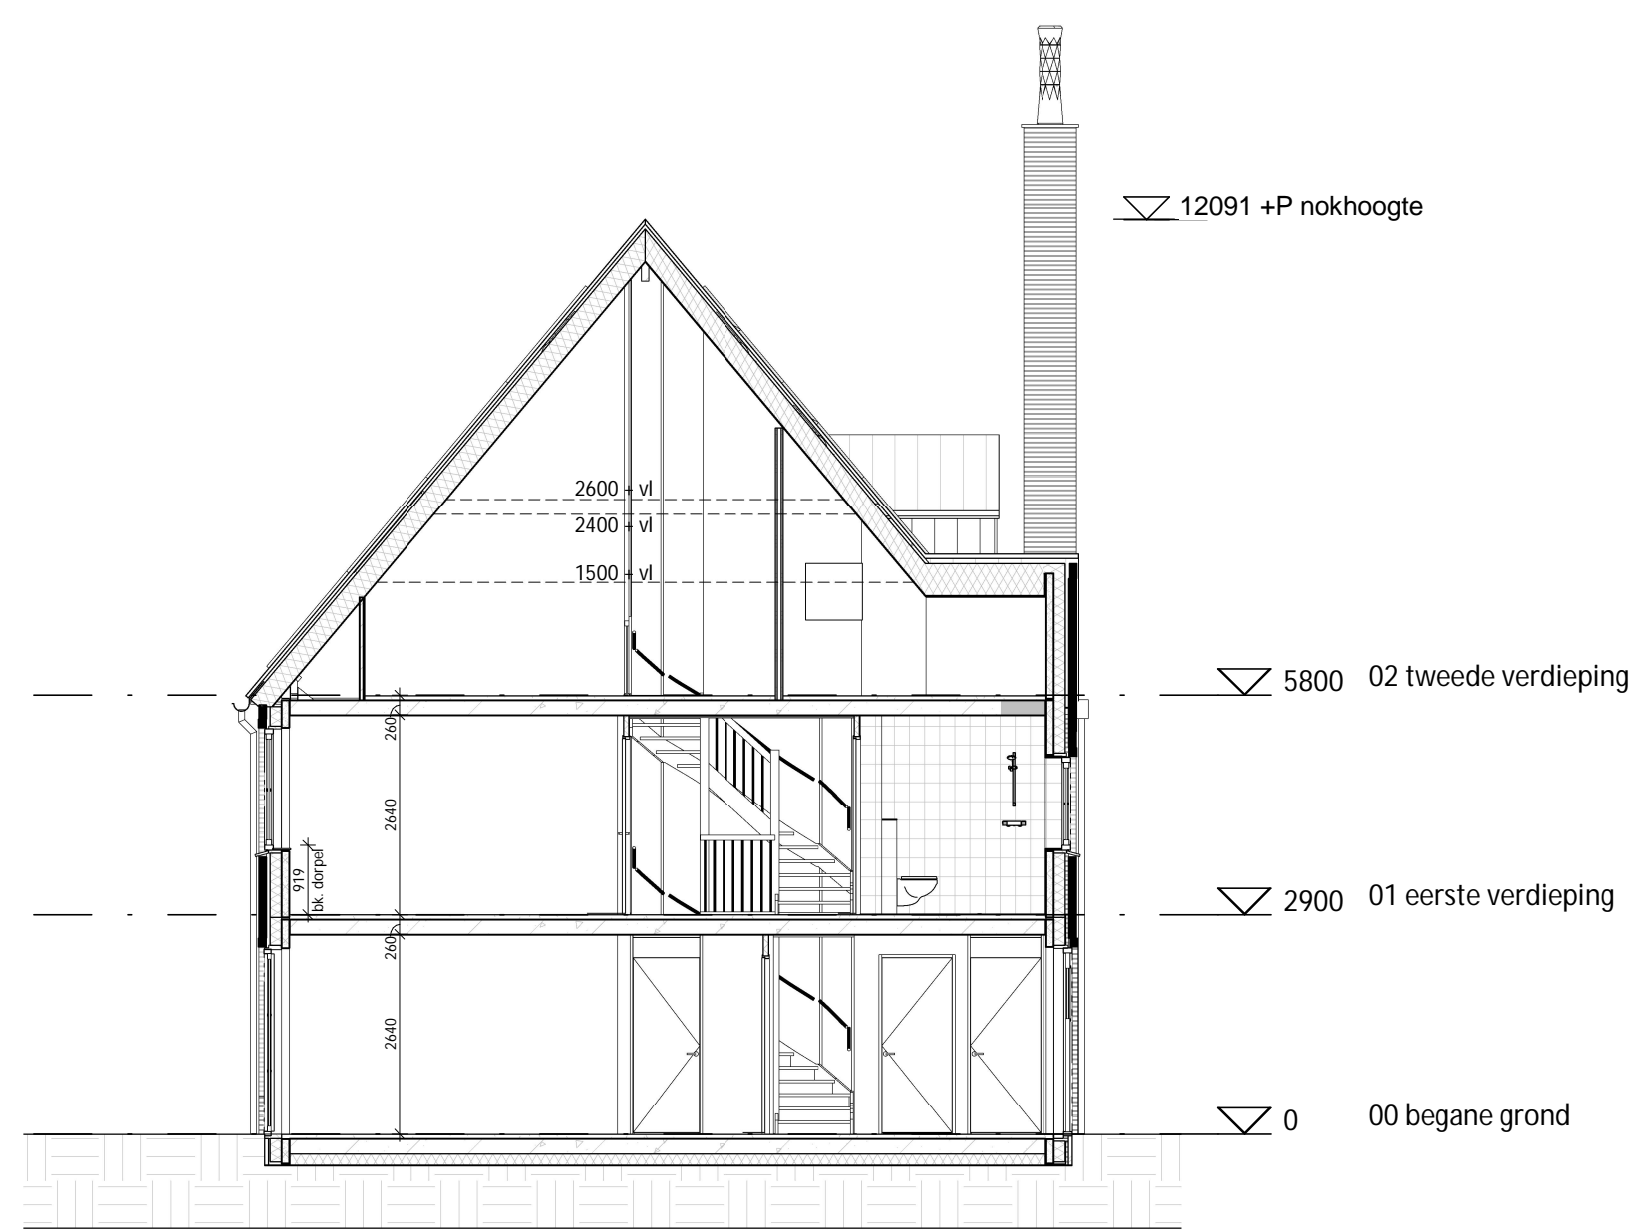 12091 +P nokhoogte
2600 + vl
2400 + vl
1500 + vl
5800 02 tweede verdieping
260
2640
919
bk. dorpel
2900 01 eerste verdieping
260
2640
0 00 begane grond